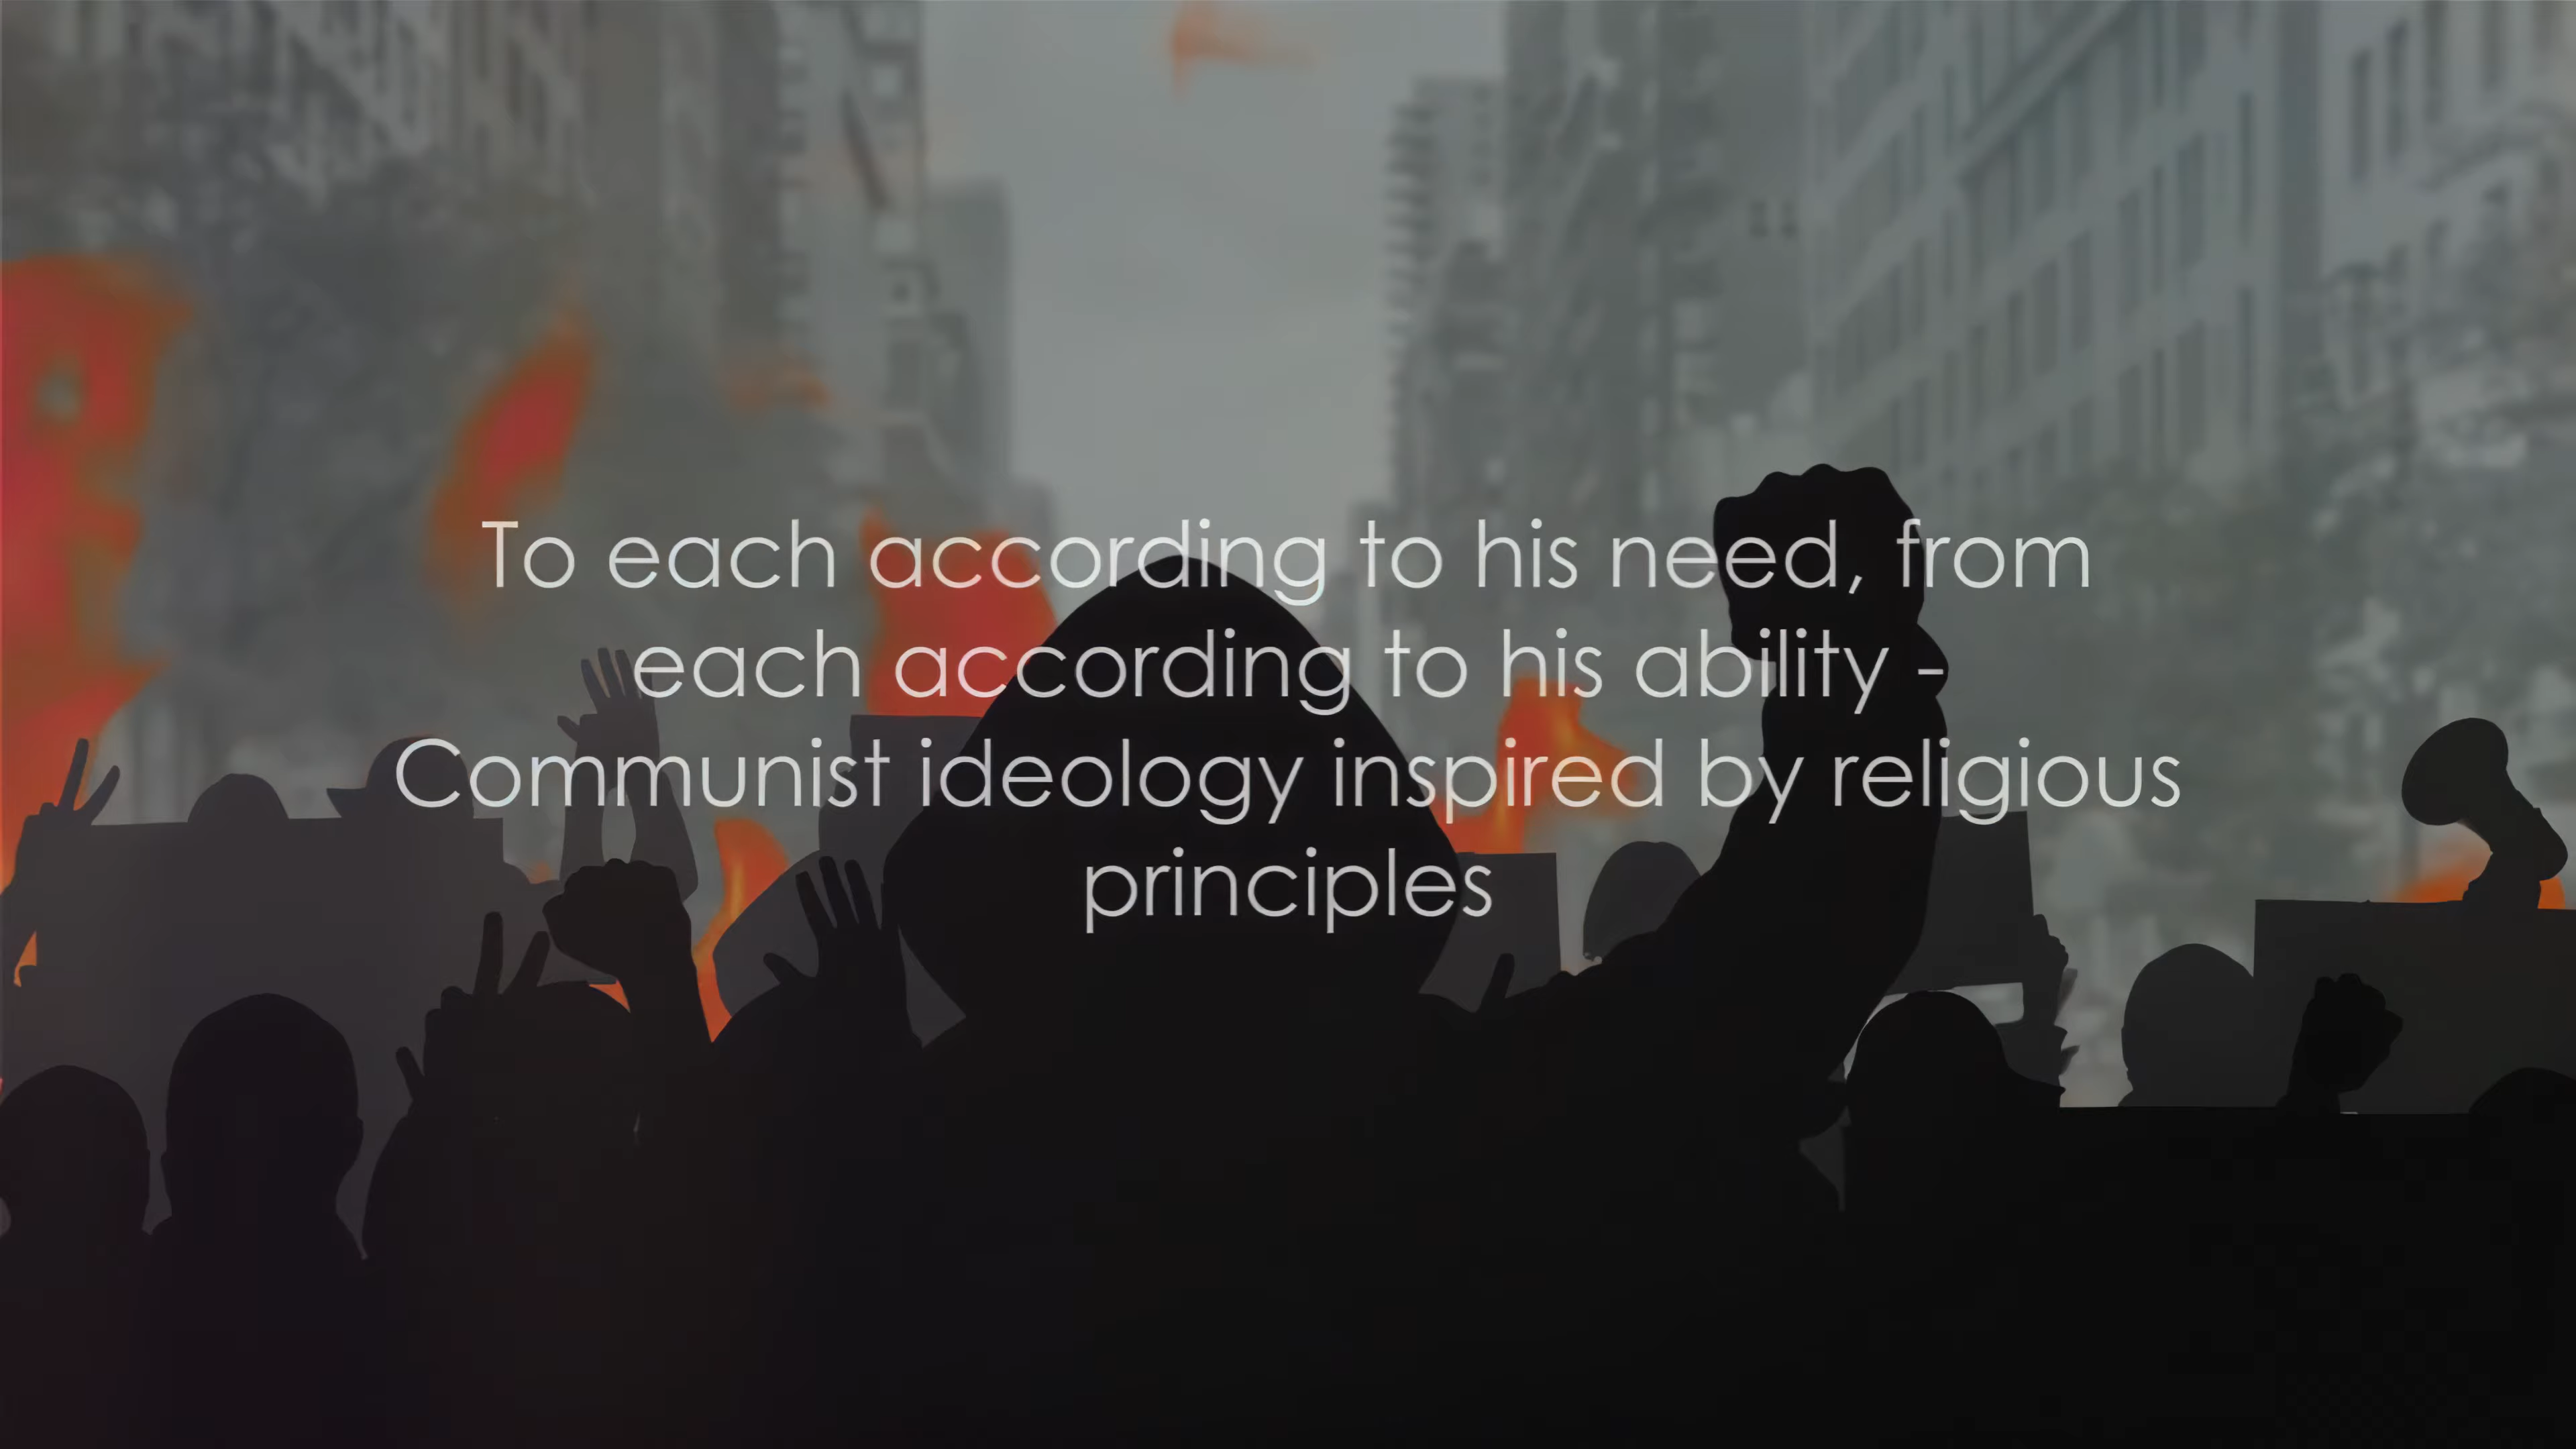 To each according to his need, from
each according to his ability -
Communist ideology inspired by religious
principles